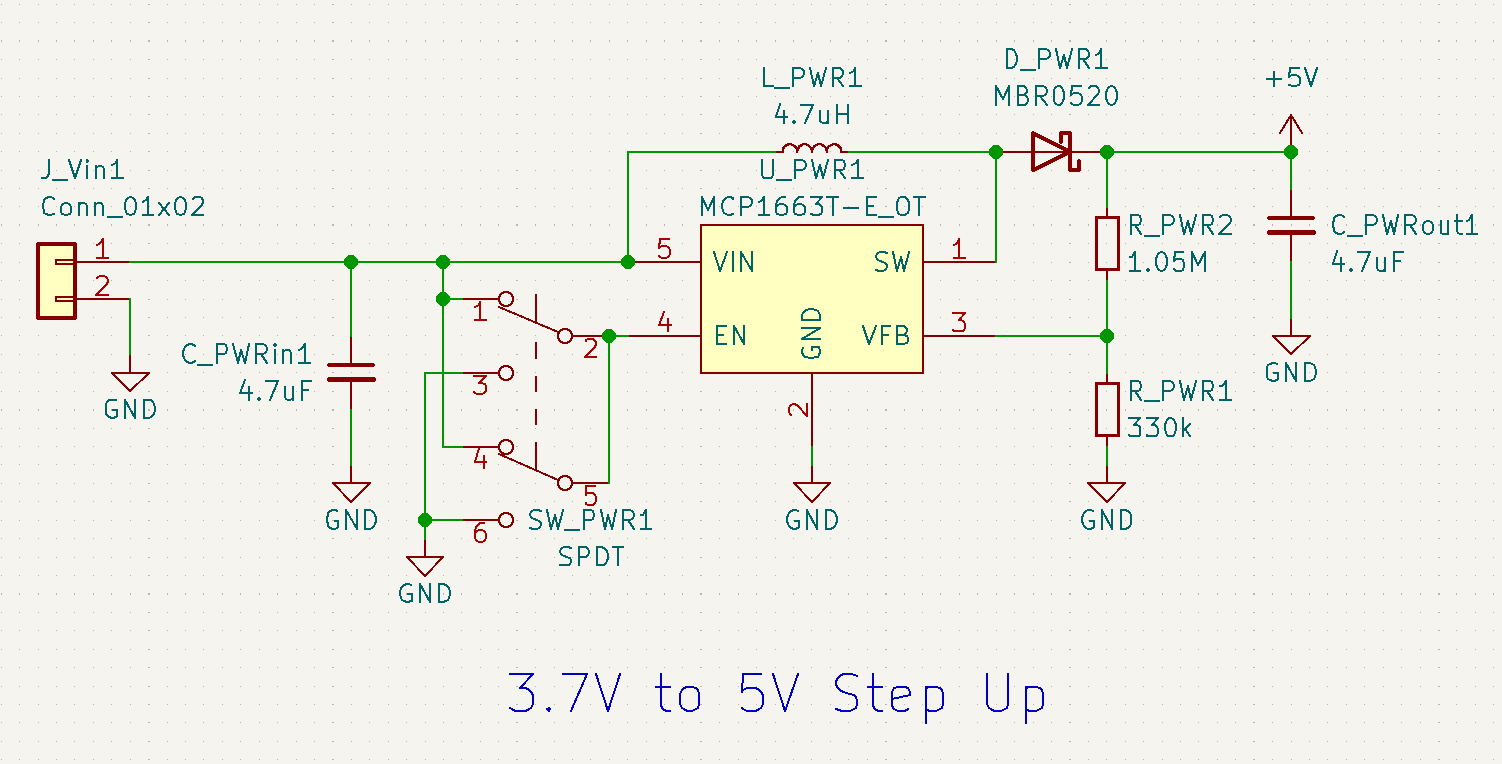 J_Vin1
Conn_01x02
1
2
GND
C_PWRin1
4.7uF
GND
1
2
3
4
5
6
SW_PWR1
SPDT
GND
L_PWR1
4.7uH
U_PWR1
MCP1663T-E_OT
5
VIN
SW
1
4
EN
GND
VFB
3
2
GND
D_PWR1
MBR0520
+5V
R_PWR2
1.05M
C_PWRout1
4.7uF
GND
R_PWR1
330k
GND
3.7V to 5V Step Up